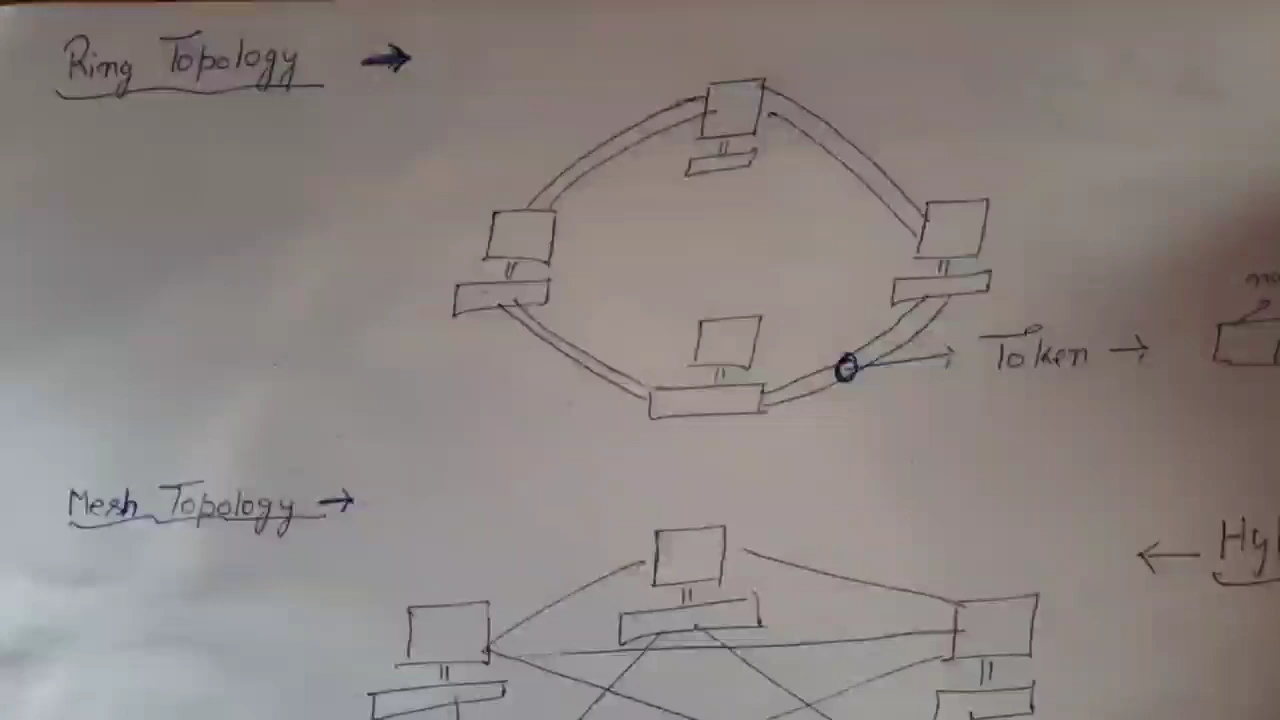 Ring Topology →
Token →
Mesh Topology →
←